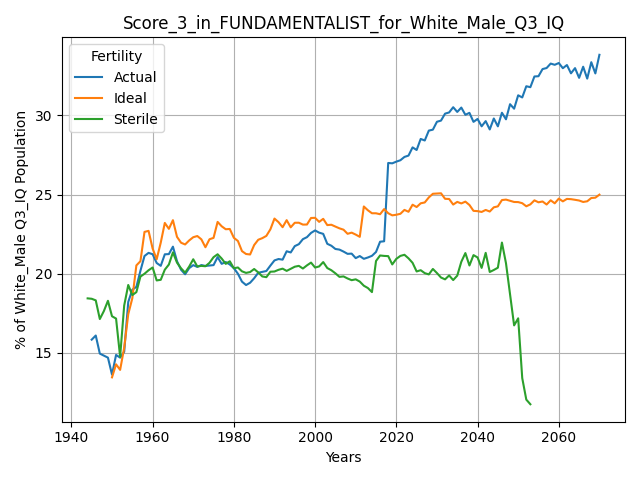 Score_3_in_FUNDAMENTALIST_for_White_Male_Q3_IQ
Fertility
Actual
Ideal
Sterile
% of White_Male Q3_IQ Population
30
25
20
15
1940
1960
1980
2000
2020
2040
2060
Years